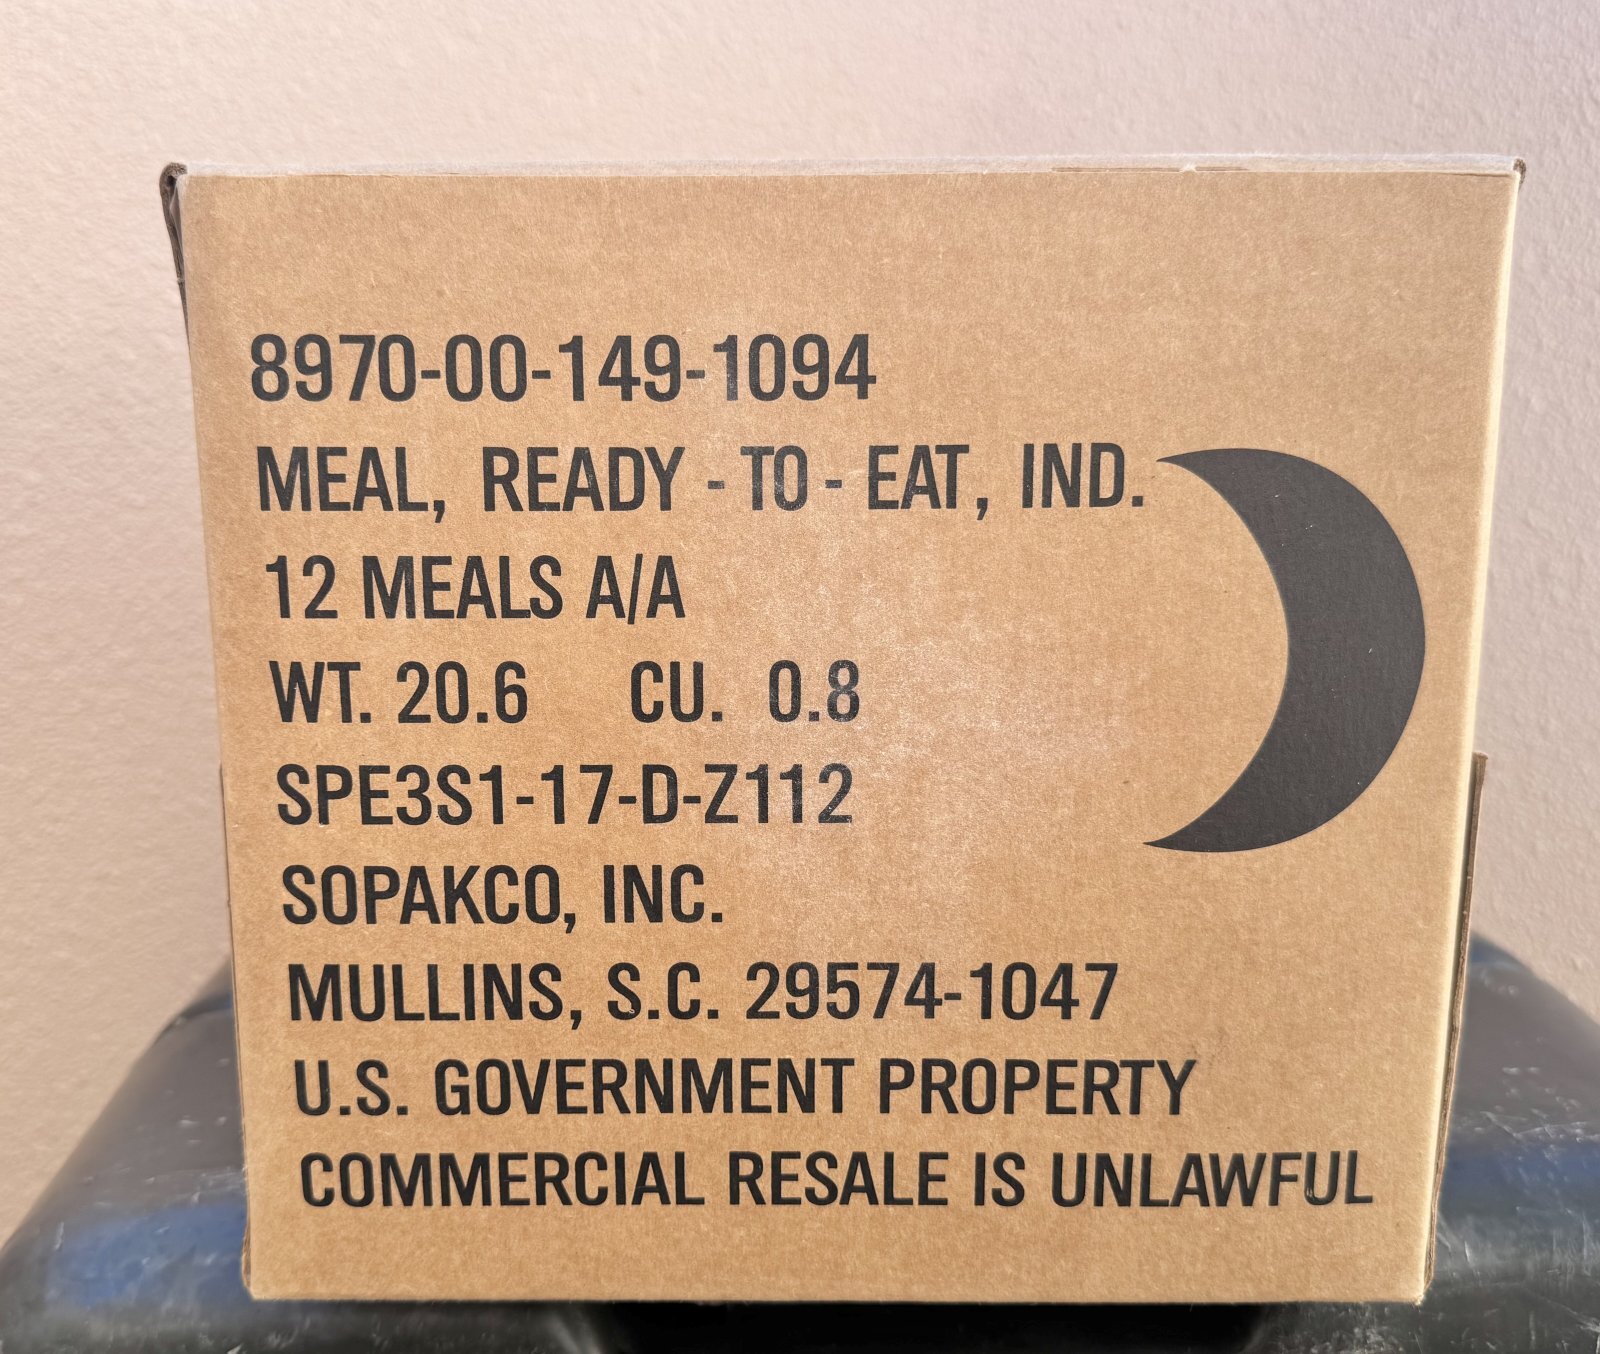 8970-00-149-1094
MEAL, READY - TO - EAT, IND.
12 MEALS A/A
WT. 20.6 CU. 0.8
SPE3S1-17-D-Z112
SOPAKCO, INC.
MULLINS, S.C. 29574-1047
U.S. GOVERNMENT PROPERTY
COMMERCIAL RESALE IS UNLAWFUL